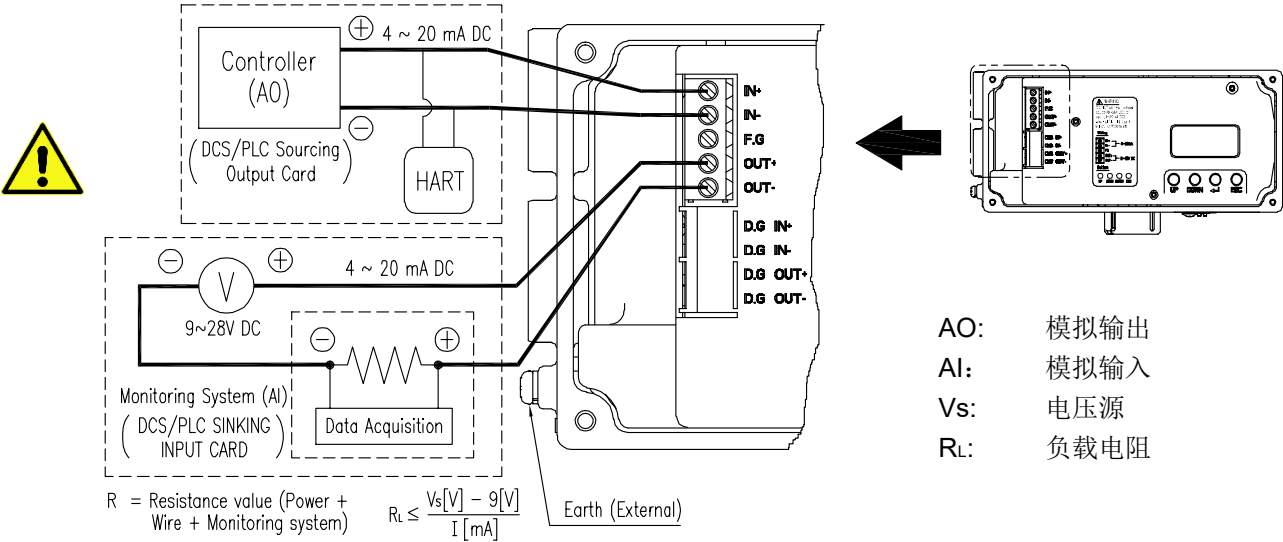 ⊕ 4 ~ 20 mA DC
Controller
(AO)
⊖
(DCS/PLC Sourcing
Output Card)
HART
IN+
IN-
F.G
OUT+
OUT-
D.G IN+
D.G IN-
D.G OUT+
D.G OUT-
⊖ V ⊕ 4 ~ 20 mA DC
9~28V DC
⊖ ⊕
Data Acquisition
Monitoring System (AI)
(DCS/PLC SINKING
INPUT CARD)
R = Resistance value (Power +
Wire + Monitoring system)
RL ≤ Vs[V] - 9[V]
I [mA]
Earth (External)
UP DOWN ESC
AO: 模拟输出
AI： 模拟输入
Vs: 电压源
RL: 负载电阻